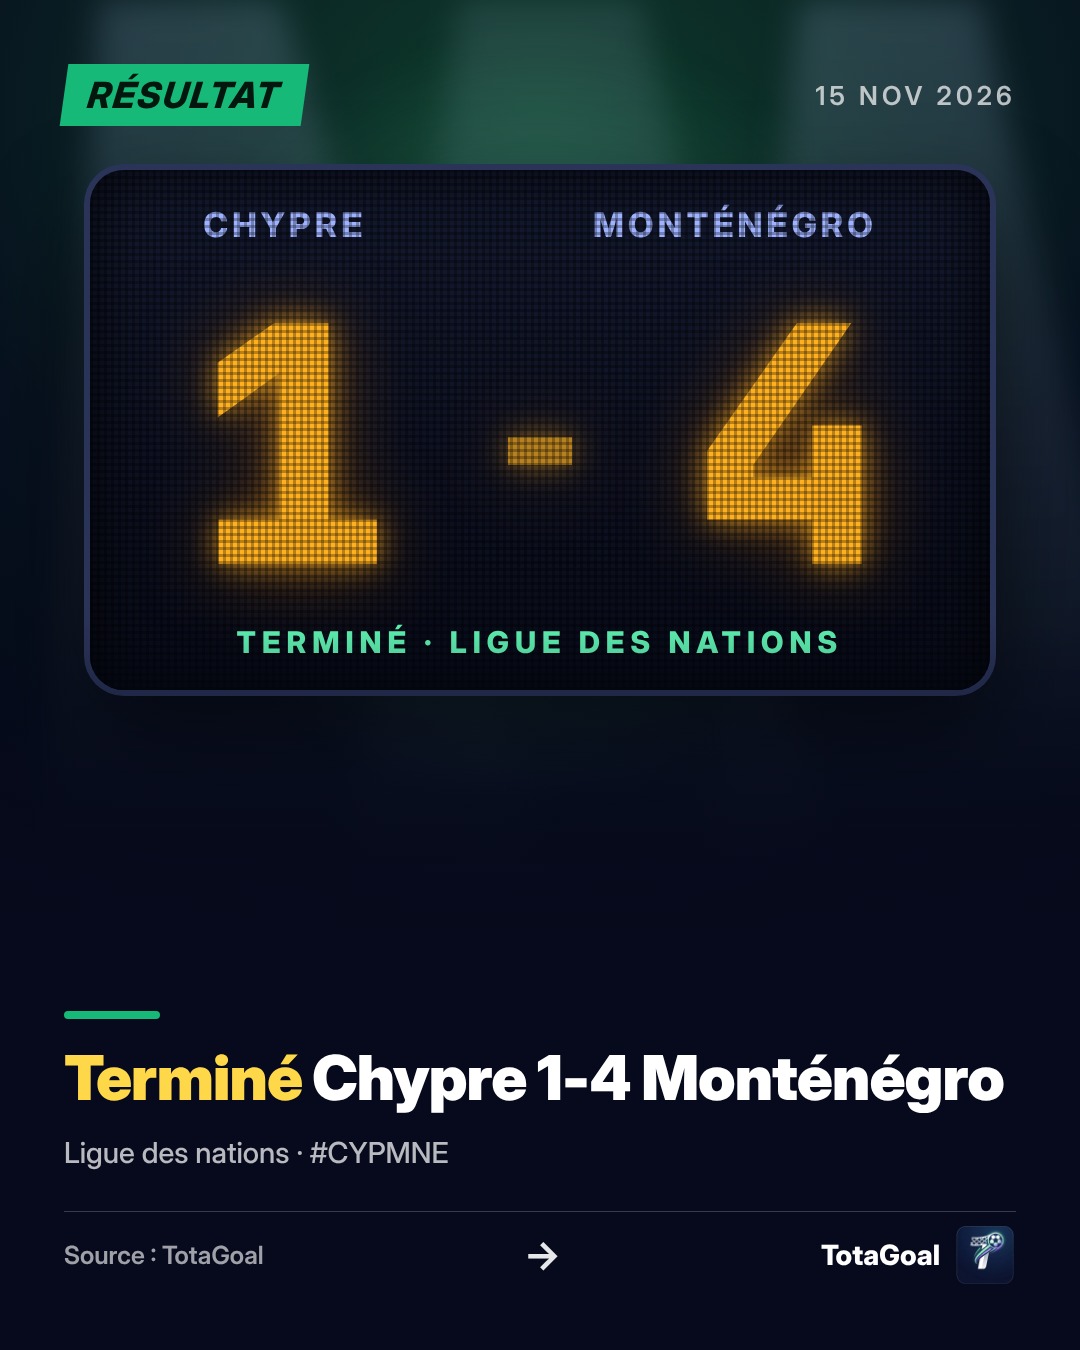 RÉSULTAT
15 NOV 2026
CHYPRE MONTÉNÉGRO
1 - 4
TERMINÉ · LIGUE DES NATIONS
Terminé Chypre 1-4 Monténégro
Ligue des nations · #CYPMNE
Source : TotaGoal → TotaGoal